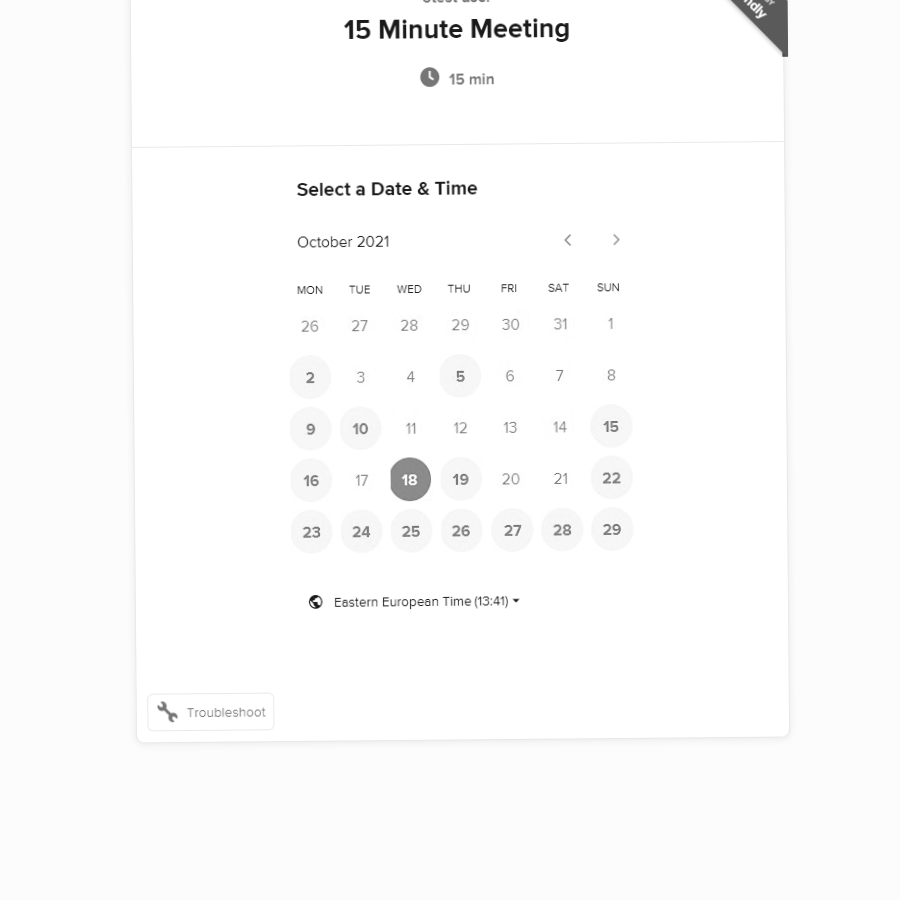 15 Minute Meeting
15 min
Select a Date & Time
October 2021
MON TUE WED THU FRI SAT SUN
26 27 28 29 30 31 1
2 3 4 5 6 7 8
9 10 11 12 13 14 15
16 17 18 19 20 21 22
23 24 25 26 27 28 29
Eastern European Time (13:41)
Troubleshoot